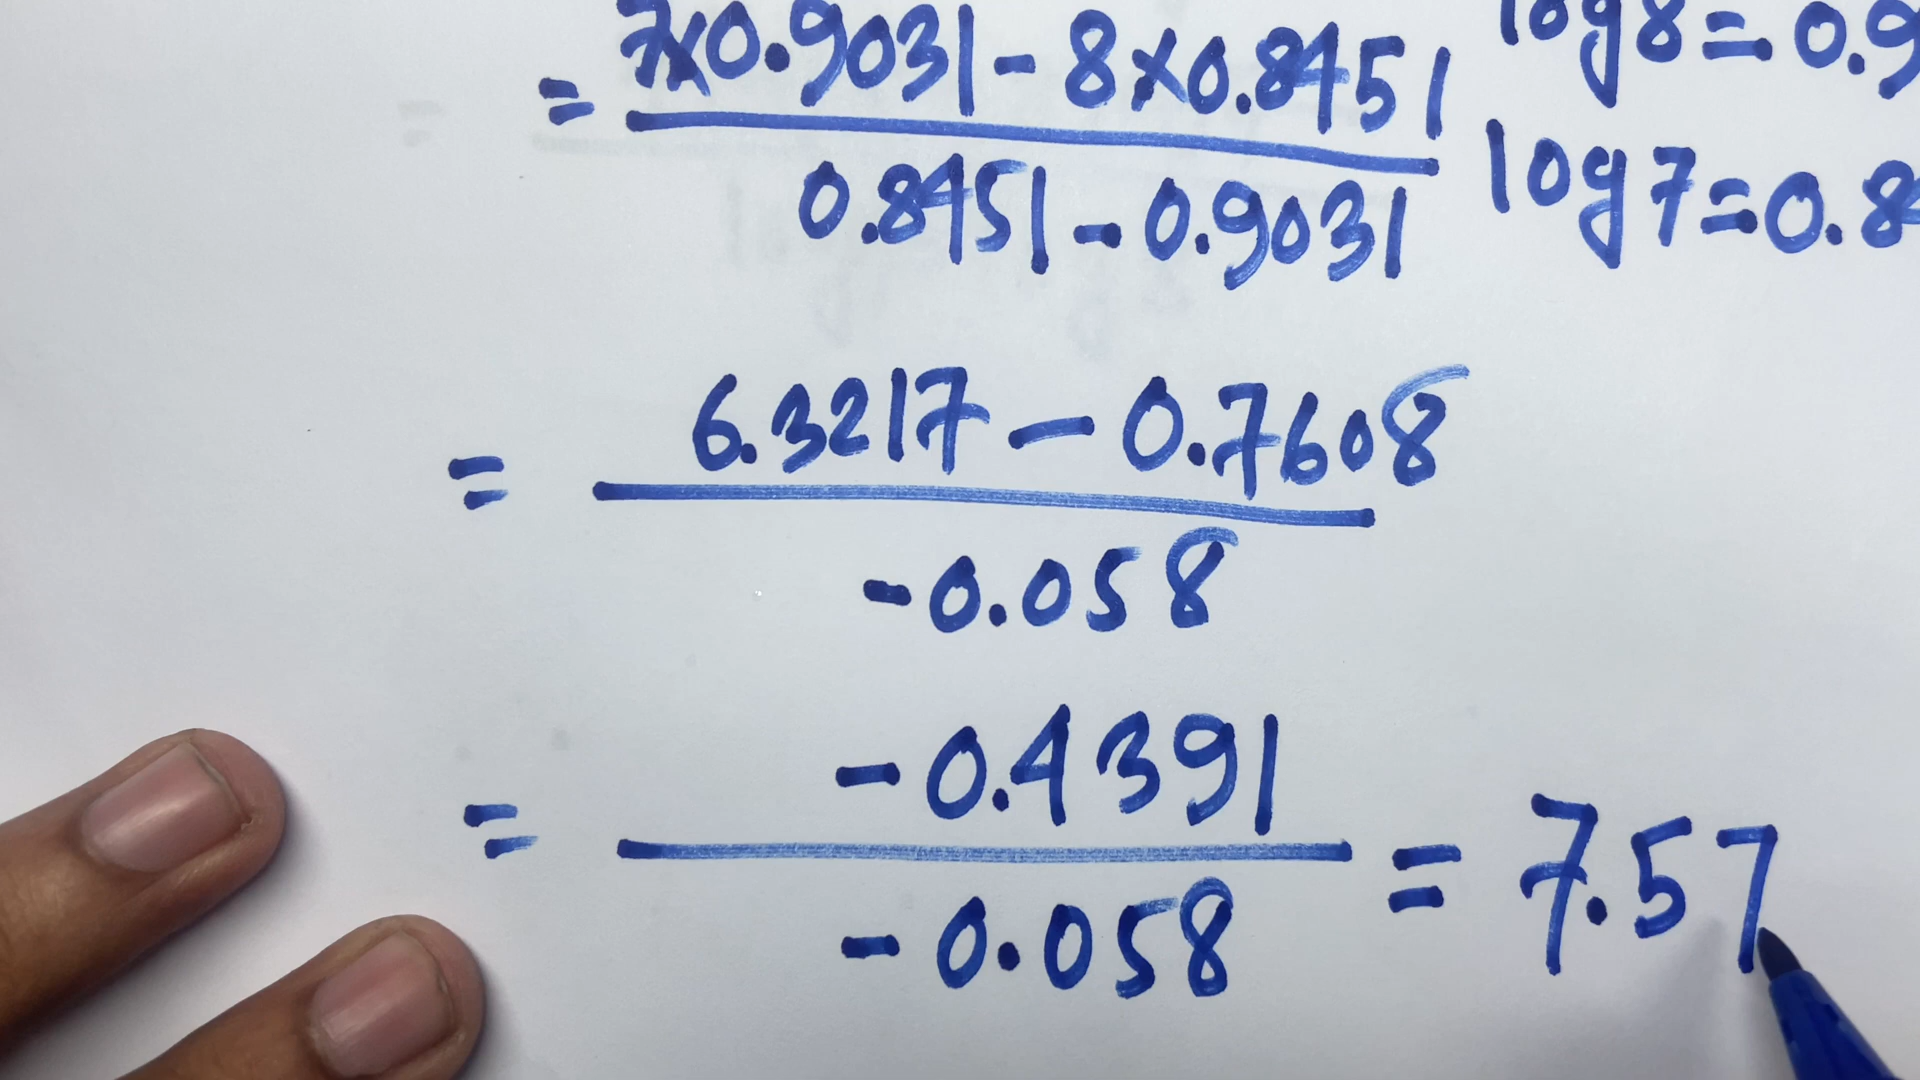 = 7×0.9031 - 8×0.8451 / 0.8451 - 0.9031
log8 = 0.9
log7 = 0.8
= 6.3217 - 0.7608 / -0.058
= -0.4391 / -0.058 = 7.57